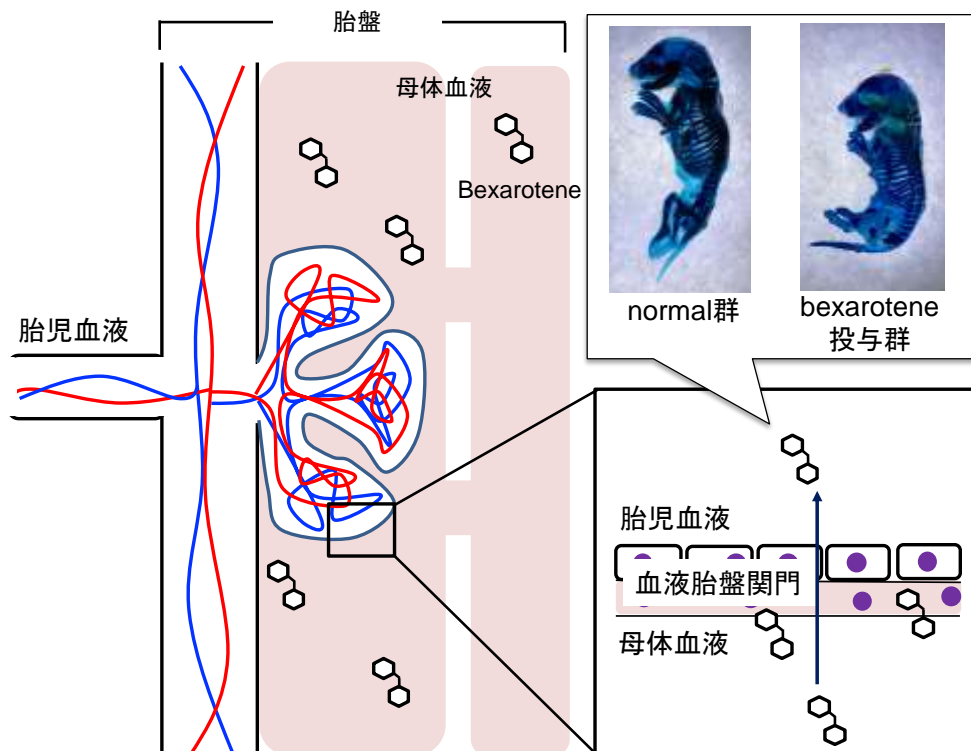 胎盤
母体血液
Bexarotene
胎児血液
normal群
bexarotene
投与群
胎児血液
血液胎盤関門
母体血液